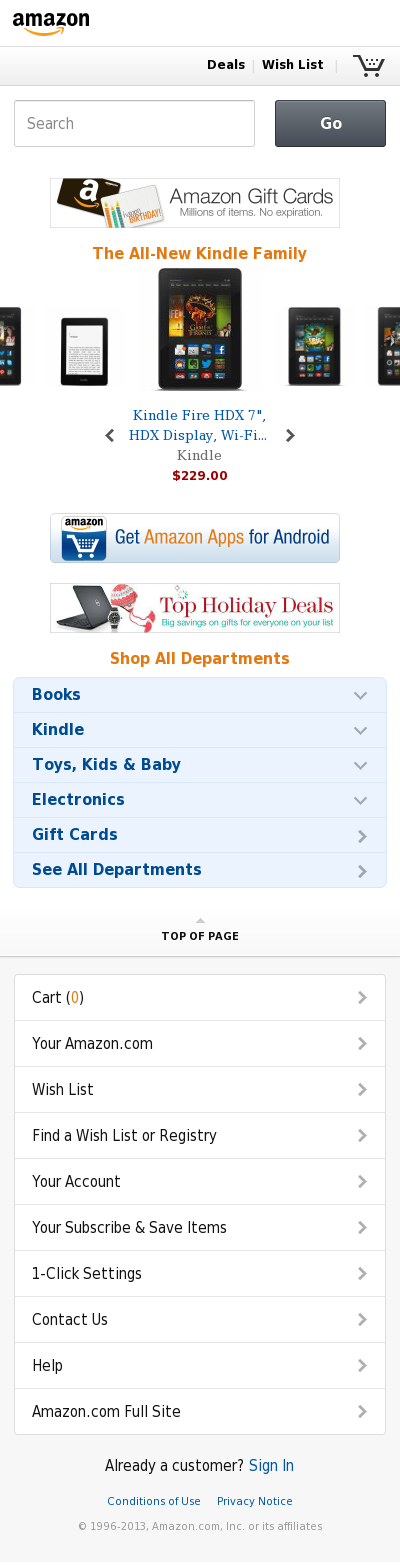 amazon
Deals | Wish List |
Search
Go
a
happy
BIRTHDAY!
Amazon Gift Cards
Millions of items. No expiration.
The All-New Kindle Family
GAME OF THRONES
Kindle Fire HDX 7",
HDX Display, Wi-Fi...
Kindle
$229.00
amazon
Get Amazon Apps for Android
Top Holiday Deals
Big savings on gifts for everyone on your list
Shop All Departments
Books
Kindle
Toys, Kids & Baby
Electronics
Gift Cards
See All Departments
TOP OF PAGE
Cart (0)
Your Amazon.com
Wish List
Find a Wish List or Registry
Your Account
Your Subscribe & Save Items
1-Click Settings
Contact Us
Help
Amazon.com Full Site
Already a customer? Sign In
Conditions of Use Privacy Notice
© 1996-2013, Amazon.com, Inc. or its affiliates